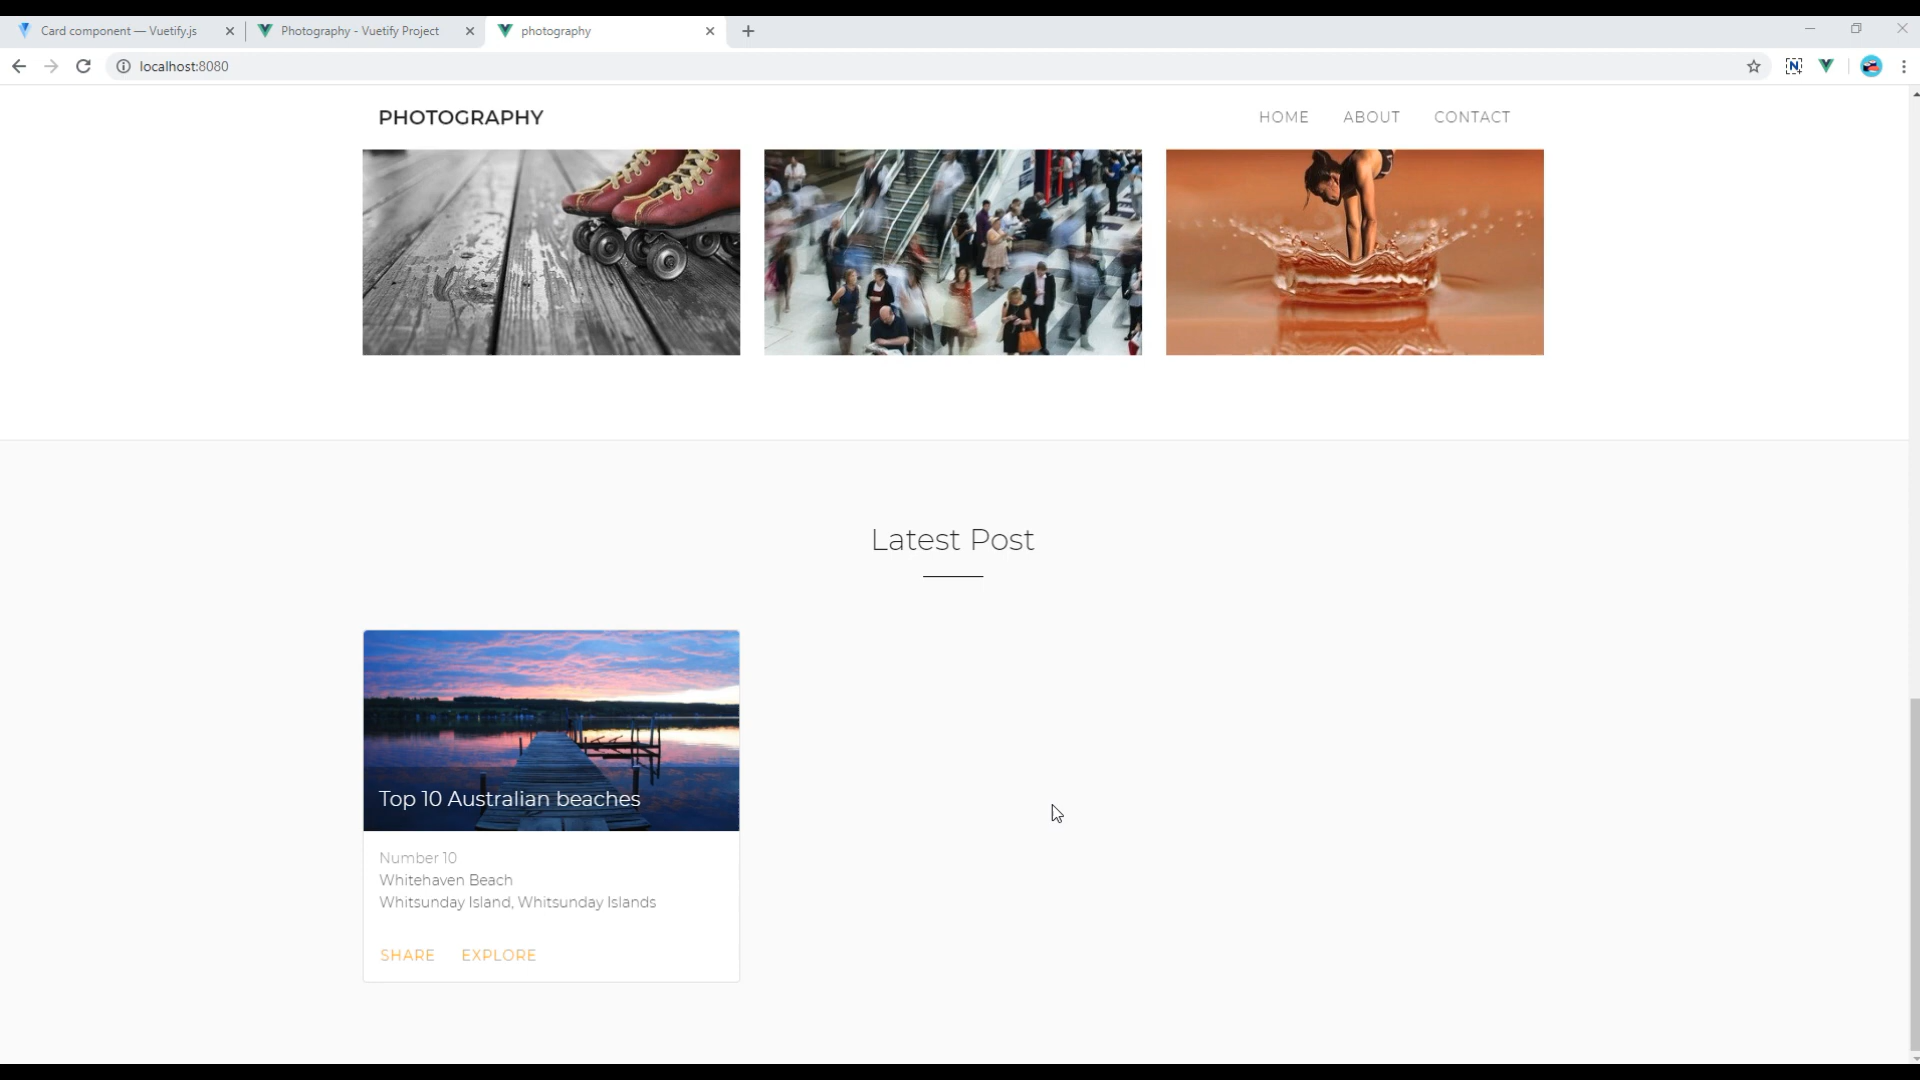 Card component — Vuetify.js
Photography - Vuetify Project
photography
localhost:8080
PHOTOGRAPHY
HOME
ABOUT
CONTACT
Latest Post
Top 10 Australian beaches
Number 10
Whitehaven Beach
Whitsunday Island, Whitsunday Islands
SHARE
EXPLORE